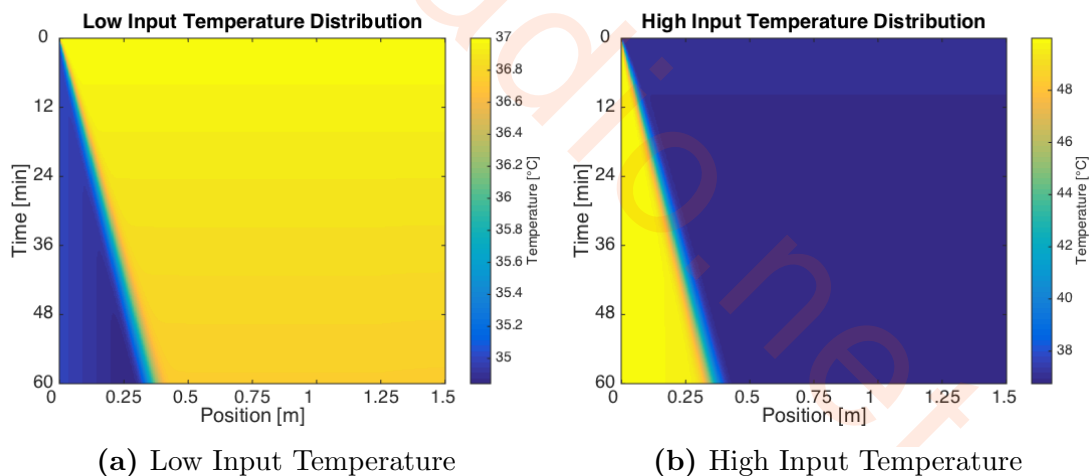 Low Input Temperature Distribution
0
12
24
36
48
60
Time [min]
0 0.25 0.5 0.75 1 1.25 1.5
Position [m]
37
36.8
36.6
36.4
36.2
36
35.8
35.6
35.4
35.2
35
Temperature [°C]
(a) Low Input Temperature
High Input Temperature Distribution
0
12
24
36
48
60
Time [min]
0 0.25 0.5 0.75 1 1.25 1.5
Position [m]
48
46
44
42
40
38
Temperature [°C]
(b) High Input Temperature